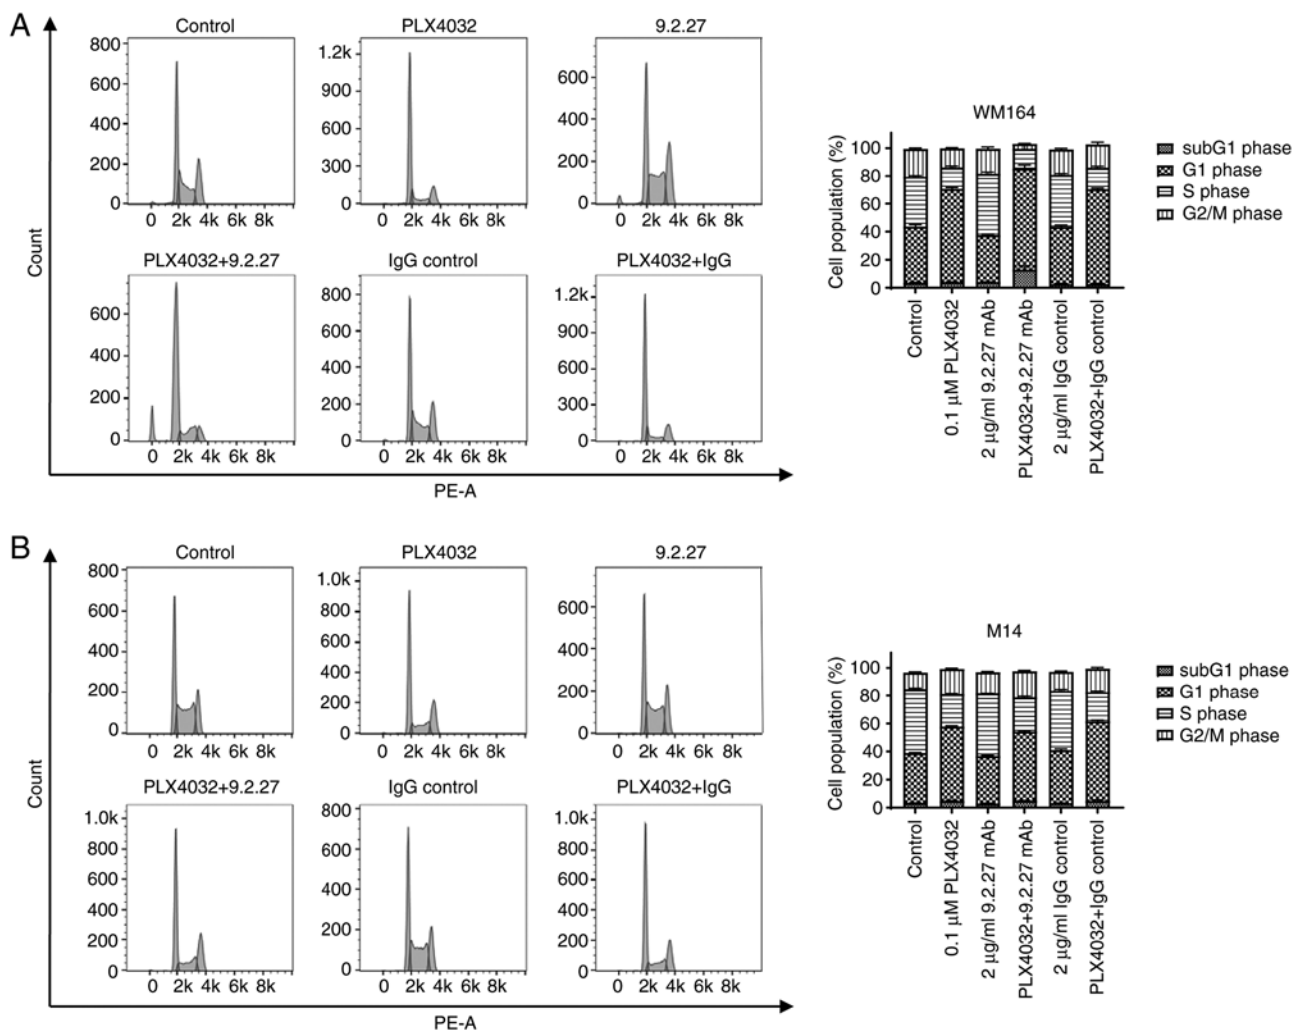 A
Control
PLX4032
9.2.27
800
600
400
200
0
0 2k 4k 6k 8k
1.2k
900
600
300
0
0 2k 4k 6k 8k
600
400
200
0
0 2k 4k 6k 8k
PLX4032+9.2.27
IgG control
PLX4032+IgG
600
400
200
0
0 2k 4k 6k 8k
800
600
400
200
0
0 2k 4k 6k 8k
1.2k
900
600
300
0
0 2k 4k 6k 8k
Count
PE-A
WM164
Cell population (%)
100
80
60
40
20
0
Control
0.1 µM PLX4032
2 µg/ml 9.2.27 mAb
PLX4032+9.2.27 mAb
2 µg/ml IgG control
PLX4032+IgG control
subG1 phase
G1 phase
S phase
G2/M phase
B
Control
PLX4032
9.2.27
800
600
400
200
0
0 2k 4k 6k 8k
1.0k
800
600
400
200
0
0 2k 4k 6k 8k
600
400
200
0
0 2k 4k 6k 8k
PLX4032+9.2.27
IgG control
PLX4032+IgG
1.0k
800
600
400
200
0
0 2k 4k 6k 8k
800
600
400
200
0
0 2k 4k 6k 8k
1.0k
800
600
400
200
0
0 2k 4k 6k 8k
Count
PE-A
M14
Cell population (%)
100
80
60
40
20
0
Control
0.1 µM PLX4032
2 µg/ml 9.2.27 mAb
PLX4032+9.2.27 mAb
2 µg/ml IgG control
PLX4032+IgG control
subG1 phase
G1 phase
S phase
G2/M phase